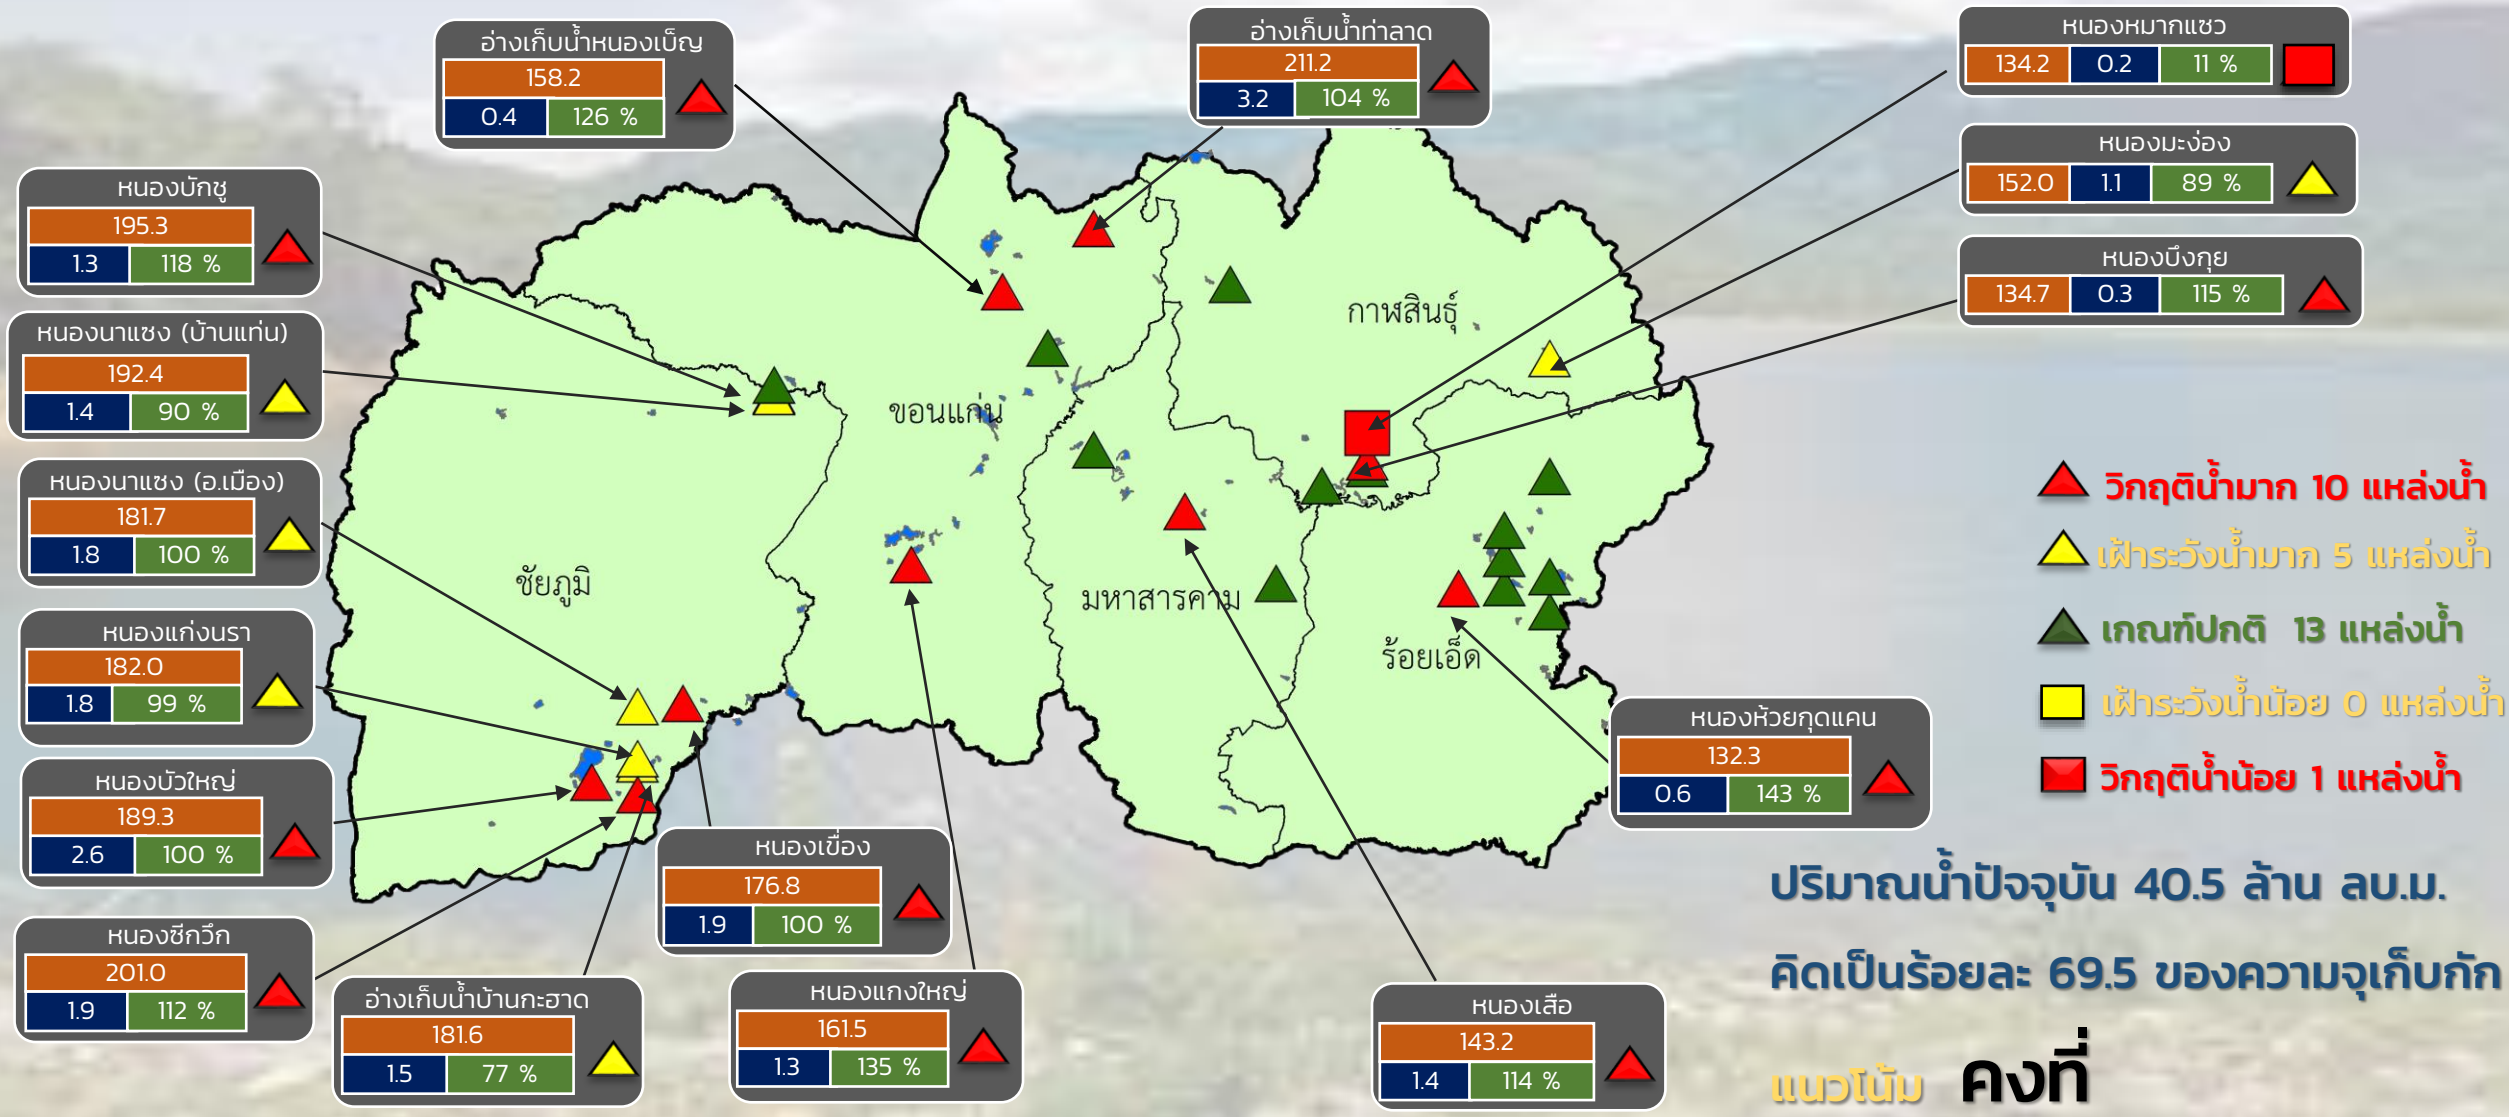 อ่างเก็บน้ำหนองเบ็ญ
158.2
0.4 126 %
อ่างเก็บน้ำท่าลาด
211.2
3.2 104 %
หนองหมากแซว
134.2 0.2 11 %
หนองมะง่อง
152.0 1.1 89 %
หนองบึงกุย
134.7 0.3 115 %
หนองบักชู
195.3
1.3 118 %
หนองนาแซง (บ้านแท่น)
192.4
1.4 90 %
หนองนาแซง (อ.เมือง)
181.7
1.8 100 %
หนองแก่งนรา
182.0
1.8 99 %
หนองบัวใหญ่
189.3
2.6 100 %
หนองซีกวึก
201.0
1.9 112 %
อ่างเก็บน้ำบ้านกะฮาด
181.6
1.5 77 %
หนองเขื่อง
176.8
1.9 100 %
หนองแกงใหญ่
161.5
1.3 135 %
หนองเสือ
143.2
1.4 114 %
หนองห้วยกุดแคน
132.3
0.6 143 %
กาฬสินธุ์
ขอนแก่น
ชัยภูมิ
มหาสารคาม
ร้อยเอ็ด
วิกฤติน้ำมาก 10 แหล่งน้ำ
เฝ้าระวังน้ำมาก 5 แหล่งน้ำ
เกณฑ์ปกติ 13 แหล่งน้ำ
เฝ้าระวังน้ำน้อย 0 แหล่งน้ำ
วิกฤติน้ำน้อย 1 แหล่งน้ำ
ปริมาณน้ำปัจจุบัน 40.5 ล้าน ลบ.ม.
คิดเป็นร้อยละ 69.5 ของความจุเก็บกัก
แนวโน้ม คงที่